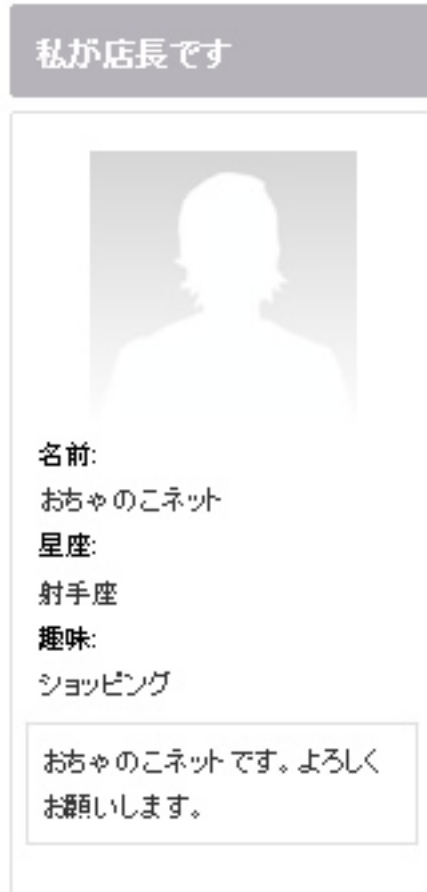 私が店長です
名前:
おちゃのこネット
星座:
射手座
趣味:
ショッピング
おちゃのこネットです。よろしく
お願いします。